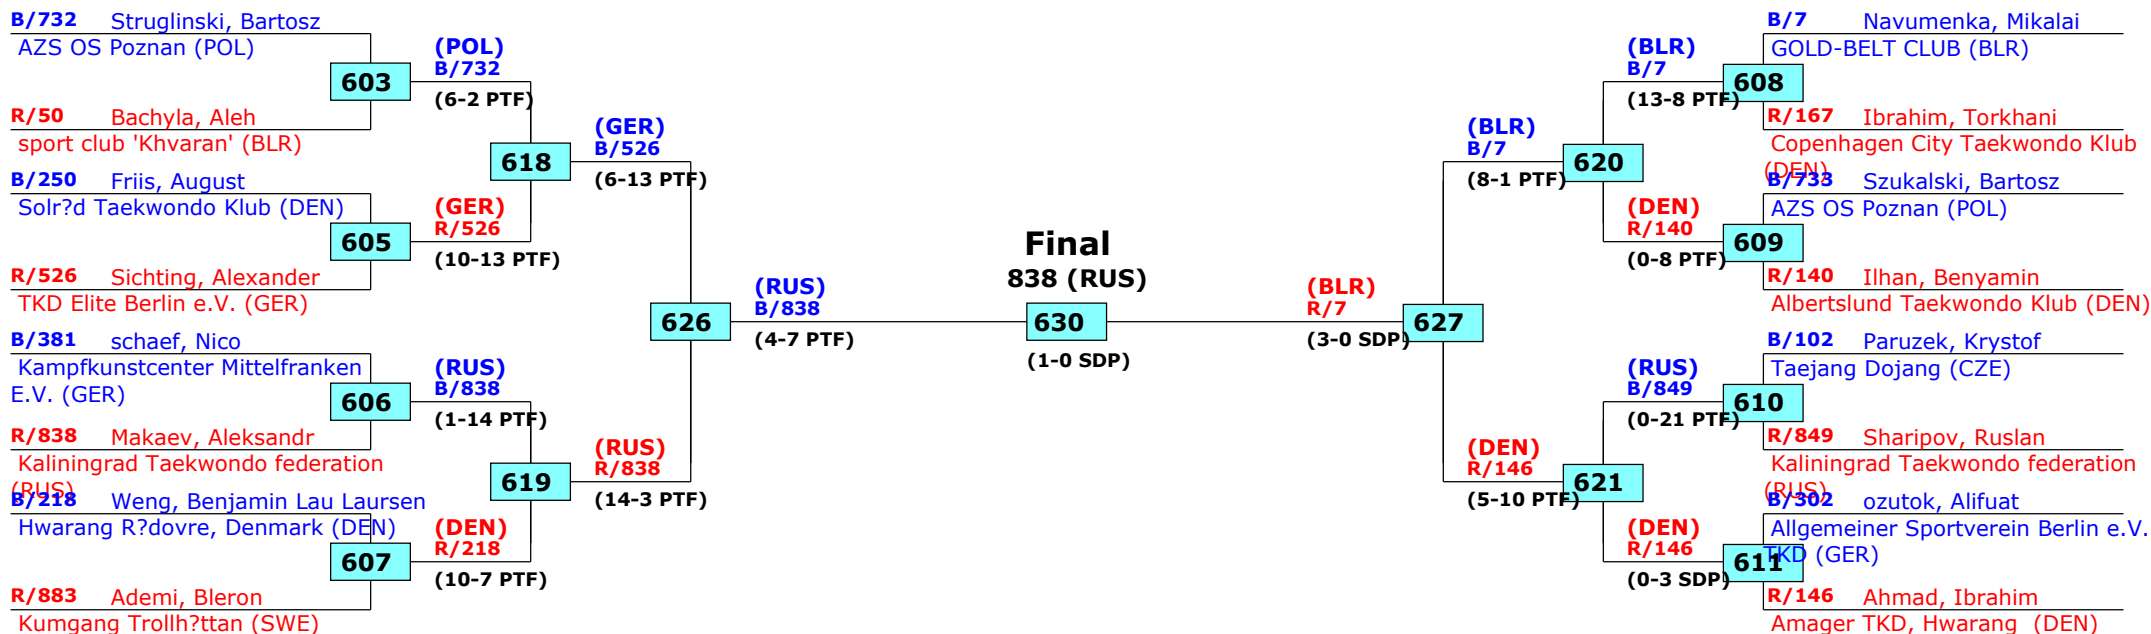 B/732 Struglinski, Bartosz
AZS OS Poznan (POL)
603
R/50 Bachyla, Aleh
sport club 'Khvaran' (BLR)
B/250 Friis, August
Solr?d Taekwondo Klub (DEN)
605
R/526 Sichting, Alexander
TKD Elite Berlin e.V. (GER)
B/381 schaef, Nico
Kampfkunstcenter Mittelfranken
E.V. (GER)
606
R/838 Makaev, Aleksandr
Kaliningrad Taekwondo federation
(RUS)
B/218 Weng, Benjamin Lau Laursen
Hwarang R?dovre, Denmark (DEN)
607
R/883 Ademi, Bleron
Kumgang Trollh?ttan (SWE)
(POL)
B/732
(6-2 PTF)
618
(GER)
R/526
(10-13 PTF)
(RUS)
B/838
(1-14 PTF)
619
(DEN)
R/218
(10-7 PTF)
(GER)
B/526
(6-13 PTF)
626
(RUS)
R/838
(14-3 PTF)
(RUS)
B/838
(4-7 PTF)
Final
838 (RUS)
630
(1-0 SDP)
(BLR)
R/7
(3-0 SDP)
627
(BLR)
B/7
(8-1 PTF)
620
(DEN)
R/146
(5-10 PTF)
621
(BLR)
B/7
(13-8 PTF)
608
(DEN)
R/140
(0-8 PTF)
609
(RUS)
B/849
(0-21 PTF)
610
(DEN)
R/146
(0-3 SDP)
611
B/7 Navumenka, Mikalai
GOLD-BELT CLUB (BLR)
R/167 Ibrahim, Torkhani
Copenhagen City Taekwondo Klub
(DEN)
B/733 Szukalski, Bartosz
AZS OS Poznan (POL)
R/140 Ilhan, Benyamin
Albertslund Taekwondo Klub (DEN)
B/102 Paruzek, Krystof
Taejang Dojang (CZE)
R/849 Sharipov, Ruslan
Kaliningrad Taekwondo federation
(RUS)
B/302 ozutok, Alifuat
Allgemeiner Sportverein Berlin e.V.
TKD (GER)
R/146 Ahmad, Ibrahim
Amager TKD, Hwarang (DEN)